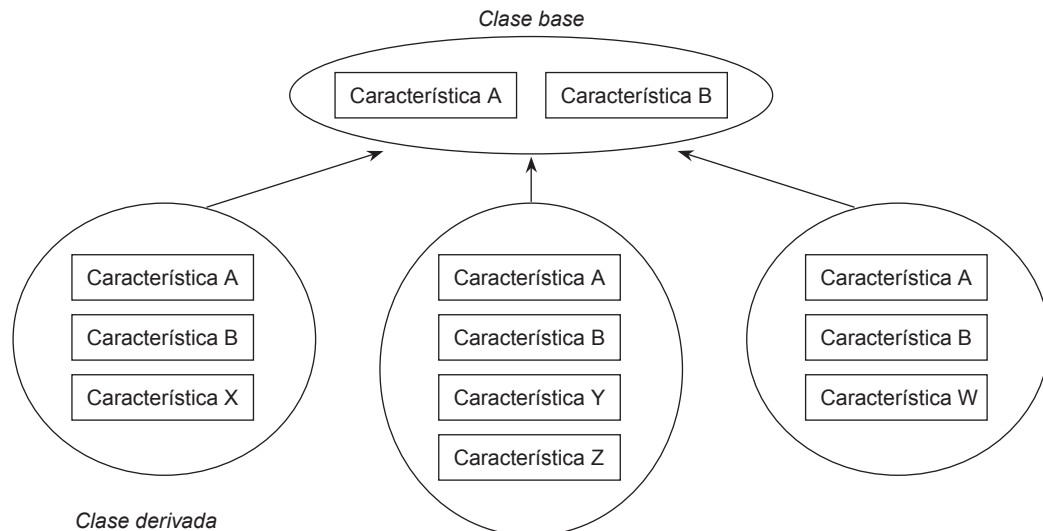 Clase base
Característica A
Característica B
Característica A
Característica B
Característica X
Característica A
Característica B
Característica Y
Característica Z
Característica A
Característica B
Característica W
Clase derivada